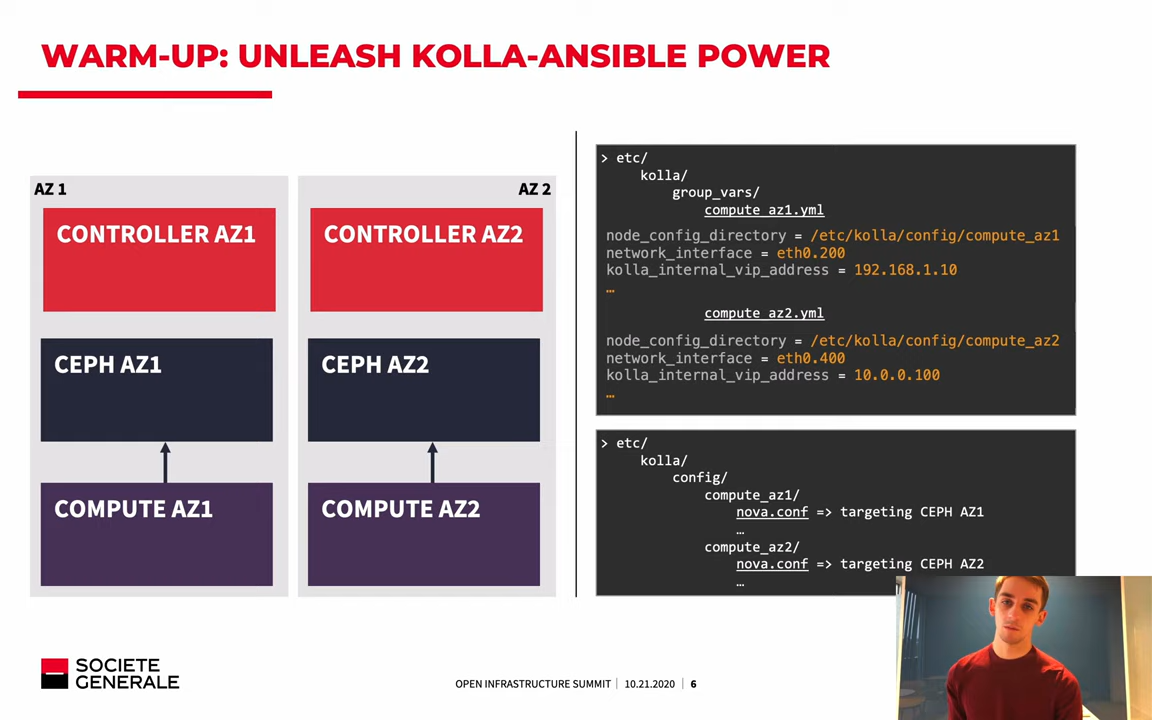 WARM-UP: UNLEASH KOLLA-ANSIBLE POWER
AZ 1
CONTROLLER AZ1
CEPH AZ1
COMPUTE AZ1
AZ 2
CONTROLLER AZ2
CEPH AZ2
COMPUTE AZ2
> etc/
kolla/
group_vars/
compute_az1.yml
node_config_directory = /etc/kolla/config/compute_az1
network_interface = eth0.200
kolla_internal_vip_address = 192.168.1.10
…
compute_az2.yml
node_config_directory = /etc/kolla/config/compute_az2
network_interface = eth0.400
kolla_internal_vip_address = 10.0.0.100
…
> etc/
kolla/
config/
compute_az1/
nova.conf => targeting CEPH AZ1
…
compute_az2/
nova.conf => targeting CEPH AZ2
…
SOCIETE
GENERALE
OPEN INFRASTRUCTURE SUMMIT | 10.21.2020 | 6